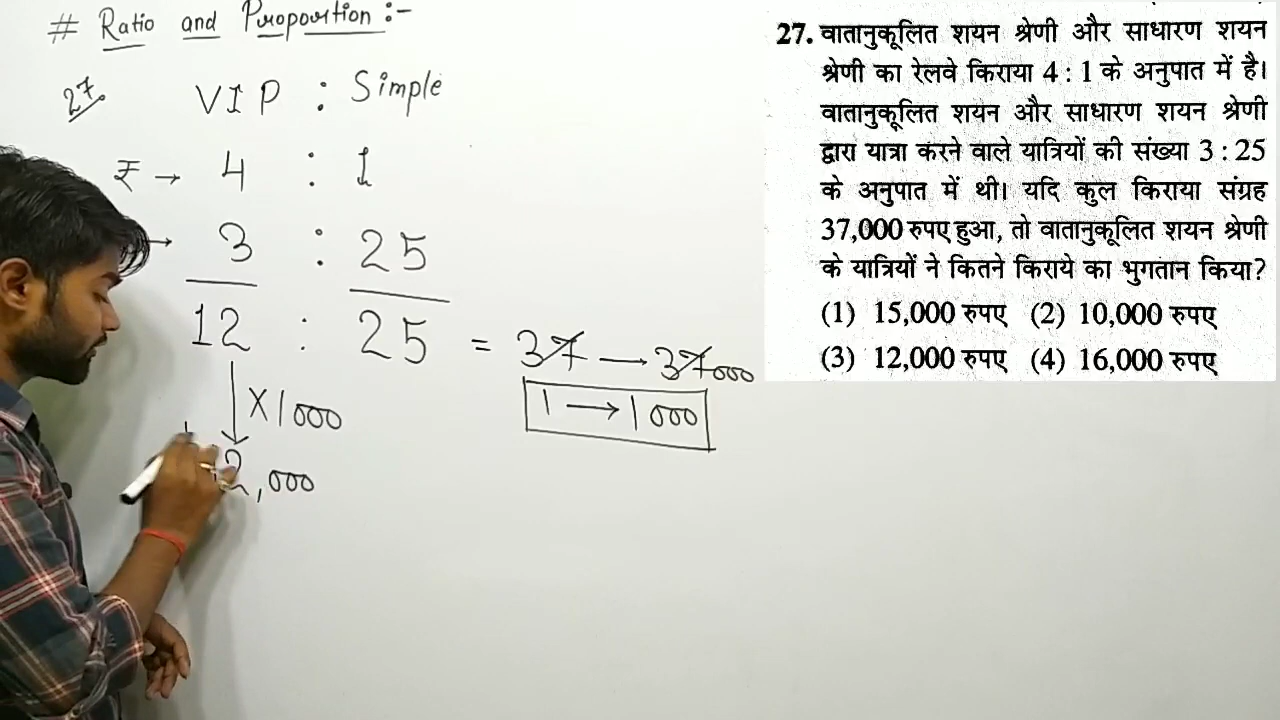 # Ratio and Proportion :-
27. VIP : Simple
₹ → 4 : 1
→ 3 : 25
12 : 25 = 37 — 37000
×1000
1 → 1000
12,000
27. वातानुकूलित शयन श्रेणी और साधारण शयन
श्रेणी का रेलवे किराया 4 : 1 के अनुपात में है।
वातानुकूलित शयन और साधारण शयन श्रेणी
द्वारा यात्रा करने वाले यात्रियों की संख्या 3 : 25
के अनुपात में थी। यदि कुल किराया संग्रह
37,000 रुपए हुआ, तो वातानुकूलित शयन श्रेणी
के यात्रियों ने कितने किराये का भुगतान किया?
(1) 15,000 रुपए (2) 10,000 रुपए
(3) 12,000 रुपए (4) 16,000 रुपए